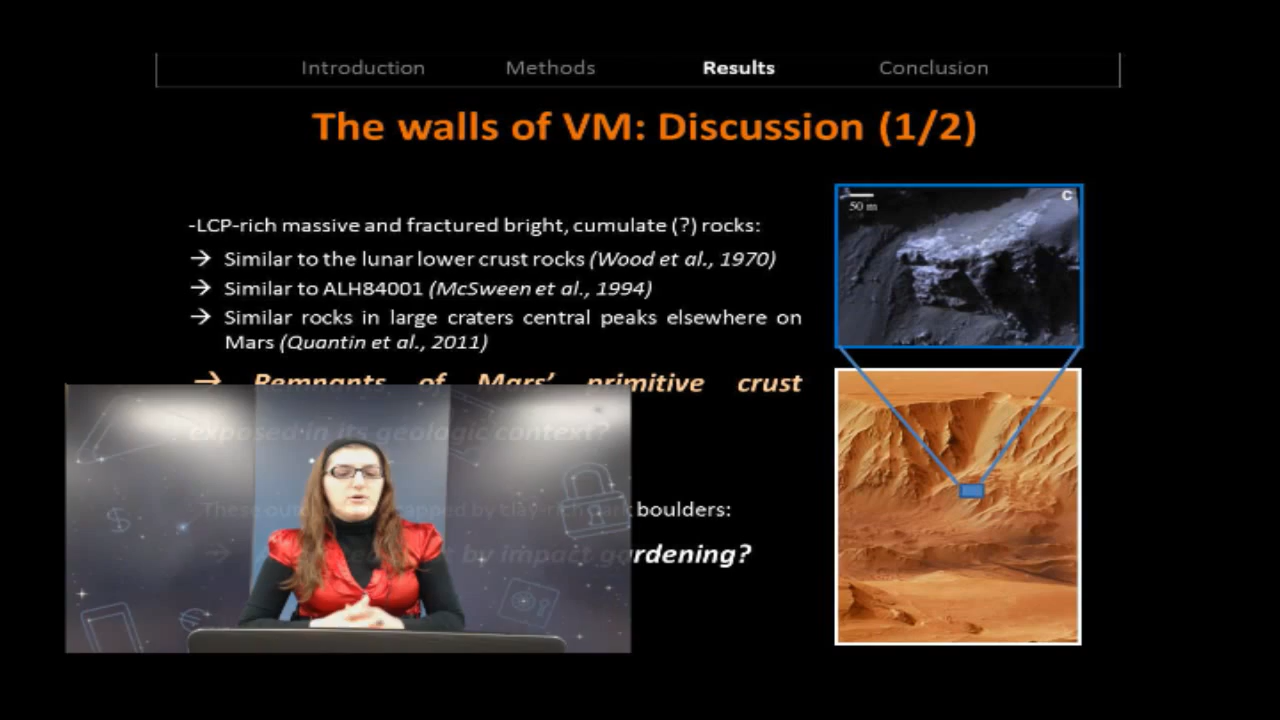 Introduction Methods Results Conclusion
The walls of VM: Discussion (1/2)
-LCP-rich massive and fractured bright, cumulate (?) rocks:
→ Similar to the lunar lower crust rocks (Wood et al., 1970)
→ Similar to ALH84001 (McSween et al., 1994)
→ Similar rocks in large craters central peaks elsewhere on
Mars (Quantin et al., 2011)
→ Remnants of Mars' primitive crust
exposed in its geologic context?
These capped by clay-rich dark boulders:
→ by impact gardening?
50 m
C